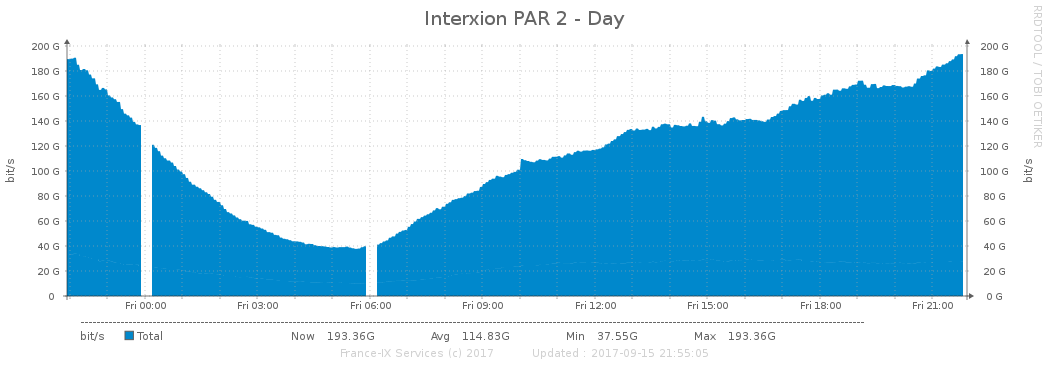 Interxion PAR 2 - Day
RRDTOOL / TOBI OETIKER
200 G 200 G
180 G 180 G
160 G 160 G
140 G 140 G
120 G 120 G
100 G 100 G
80 G 80 G
60 G 60 G
40 G 40 G
20 G 20 G
0 0 G
bit/s bit/s
Fri 00:00 Fri 03:00 Fri 06:00 Fri 09:00 Fri 12:00 Fri 15:00 Fri 18:00 Fri 21:00
bit/s Total Now 193.36G Avg 114.83G Min 37.55G Max 193.36G
France-IX Services (c) 2017 Updated : 2017-09-15 21:55:05